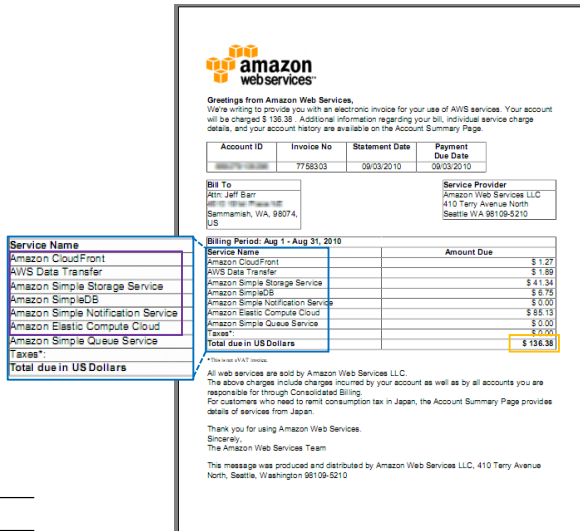 amazon
webservices™
Greetings from Amazon Web Services,
We're writing to provide you with an electronic invoice for your use of AWS services. Your account
will be charged $ 136.38 . Additional information regarding your bill, individual service charge
details, and your account history are available on the Account Summary Page.
Account ID Invoice No Statement Date Payment
Due Date
7758303 09/03/2010 09/03/2010
Bill To
Attn: Jeff Barr
Sammamish, WA, 98074,
US
Service Provider
Amazon Web Services LLC
410 Terry Avenue North
Seattle WA 98109-5210
Billing Period: Aug 1 - Aug 31, 2010
Service Name Amount Due
Amazon CloudFront $ 1.27
AWS Data Transfer $ 1.89
Amazon Simple Storage Service $ 41.34
Amazon SimpleDB $ 6.75
Amazon Simple Notification Service $ 0.00
Amazon Elastic Compute Cloud $ 85.13
Amazon Simple Queue Service $ 0.00
Taxes*: $ 0.00
Total due in US Dollars $ 136.38
*This is not a VAT invoice.
All web services are sold by Amazon Web Services LLC.
The above charges include charges incurred by your account as well as by all accounts you are
responsible for through Consolidated Billing.
For customers who need to remit consumption tax in Japan, the Account Summary Page provides
details of services from Japan.
Thank you for using Amazon Web Services.
Sincerely,
The Amazon Web Services Team
This message was produced and distributed by Amazon Web Services LLC, 410 Terry Avenue
North, Seattle, Washington 98109-5210
Service Name
Amazon CloudFront
AWS Data Transfer
Amazon Simple Storage Service
Amazon SimpleDB
Amazon Simple Notification Service
Amazon Elastic Compute Cloud
Amazon Simple Queue Service
Taxes*:
Total due in US Dollars